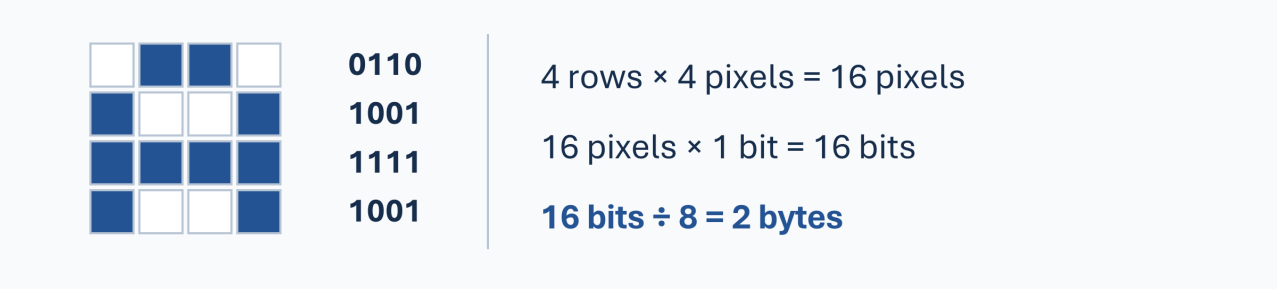 0110
1001
1111
1001
4 rows × 4 pixels = 16 pixels
16 pixels × 1 bit = 16 bits
16 bits ÷ 8 = 2 bytes